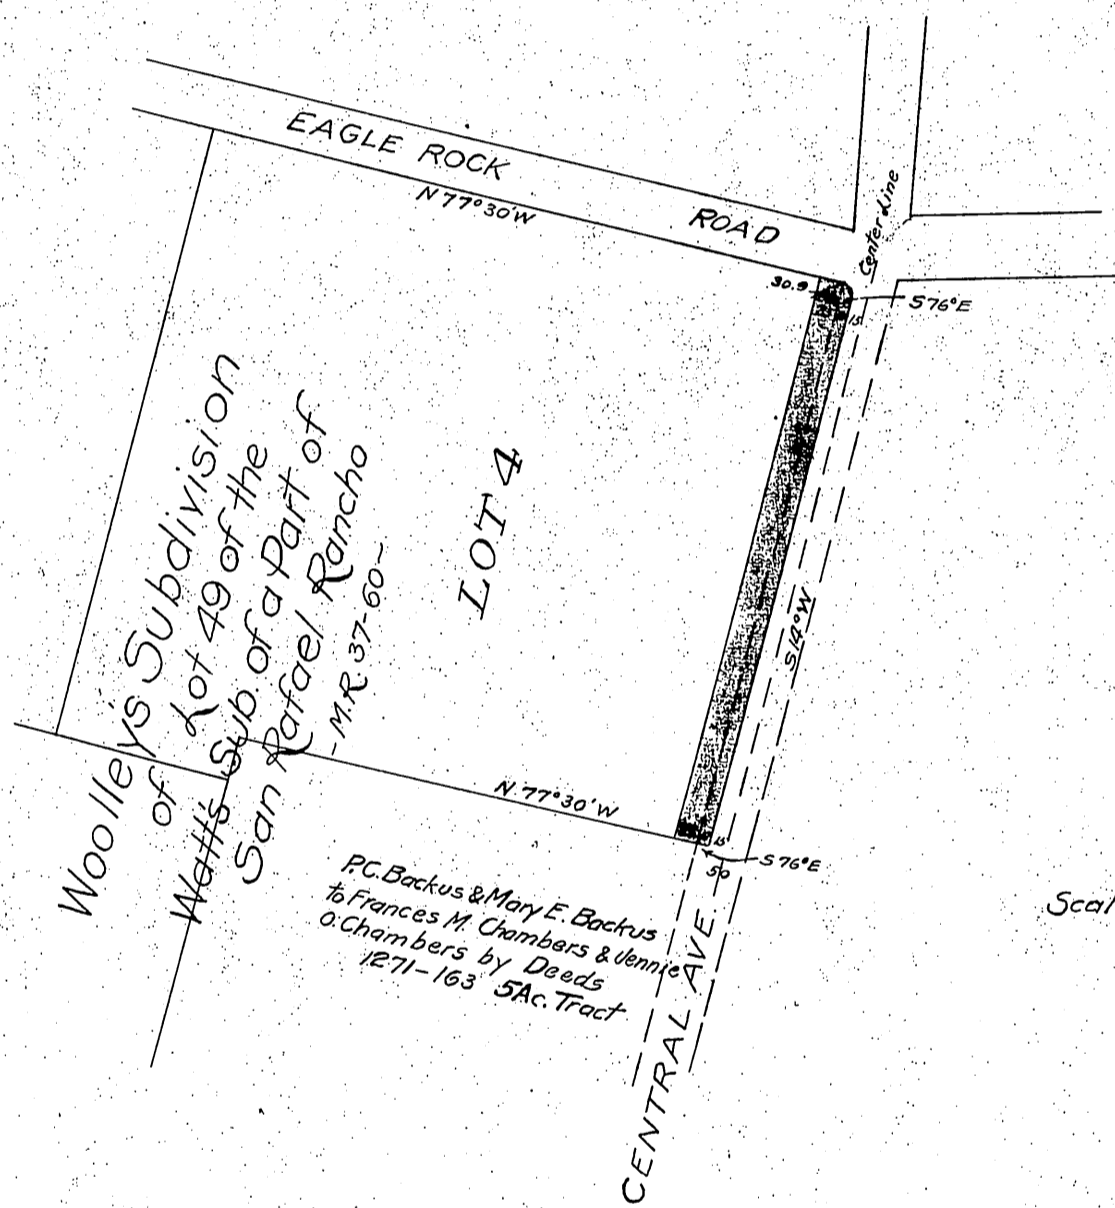 EAGLE ROCK ROAD
N 77°30'W
Center Line
30.9
S 76° E
15
Woolley's Subdivision
of Lot 49 of the
Watt's Sub. of a Part of
San Rafael Rancho
- M.R. 37-60 -
LOT 4
S 14° W
N 77°30'W
15'
S 76° E
50
P.C. Backus & Mary E. Backus
to Frances M. Chambers & Jennie
O. Chambers by Deeds
1271-163 5Ac. Tract
CENTRAL AVE
Scal